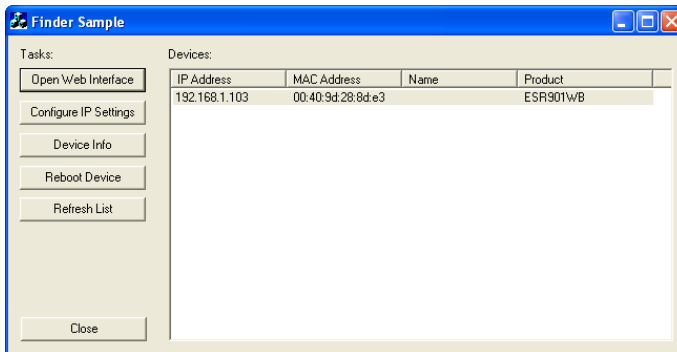 Finder Sample
Tasks:
Devices:
Open Web Interface
Configure IP Settings
Device Info
Reboot Device
Refresh List
Close
IP Address MAC Address Name Product
192.168.1.103 00:40:9d:28:8d:e3 ESR901WB